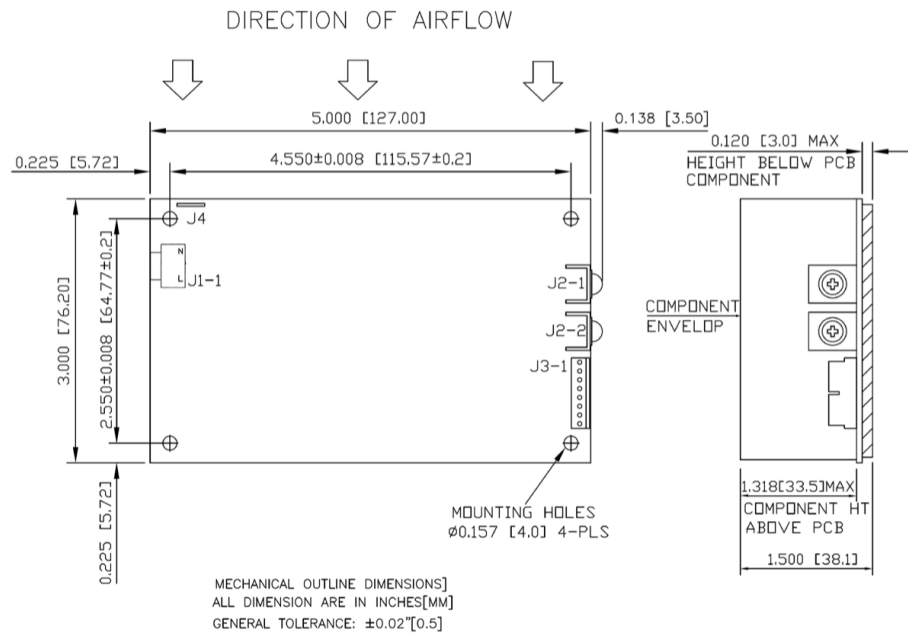 DIRECTION OF AIRFLOW
5.000 [127.00]
0.138 [3.50]
0.225 [5.72]
4.550±0.008 [115.57±0.2]
0.120 [3.0] MAX
HEIGHT BELOW PCB
COMPONENT
J4
N
L
J1-1
3.000 [76.20]
2.550±0.008 [64.77±0.2]
J2-1
J2-2
J3-1
COMPONENT
ENVELOP
0.225 [5.72]
MOUNTING HOLES
Ø0.157 [4.0] 4-PLS
1.318[33.5]MAX
COMPONENT HT
ABOVE PCB
1.500 [38.1]
MECHANICAL OUTLINE DIMENSIONS]
ALL DIMENSION ARE IN INCHES[MM]
GENERAL TOLERANCE: ±0.02"[0.5]